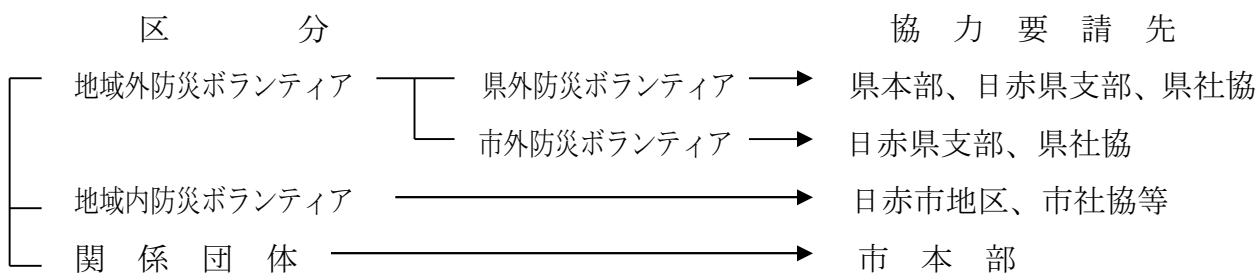 区分 協力要請先
地域外防災ボランティア 県外防災ボランティア 県本部、日赤県支部、県社協
市外防災ボランティア 日赤県支部、県社協
地域内防災ボランティア 日赤市地区、市社協等
関係団体 市本部